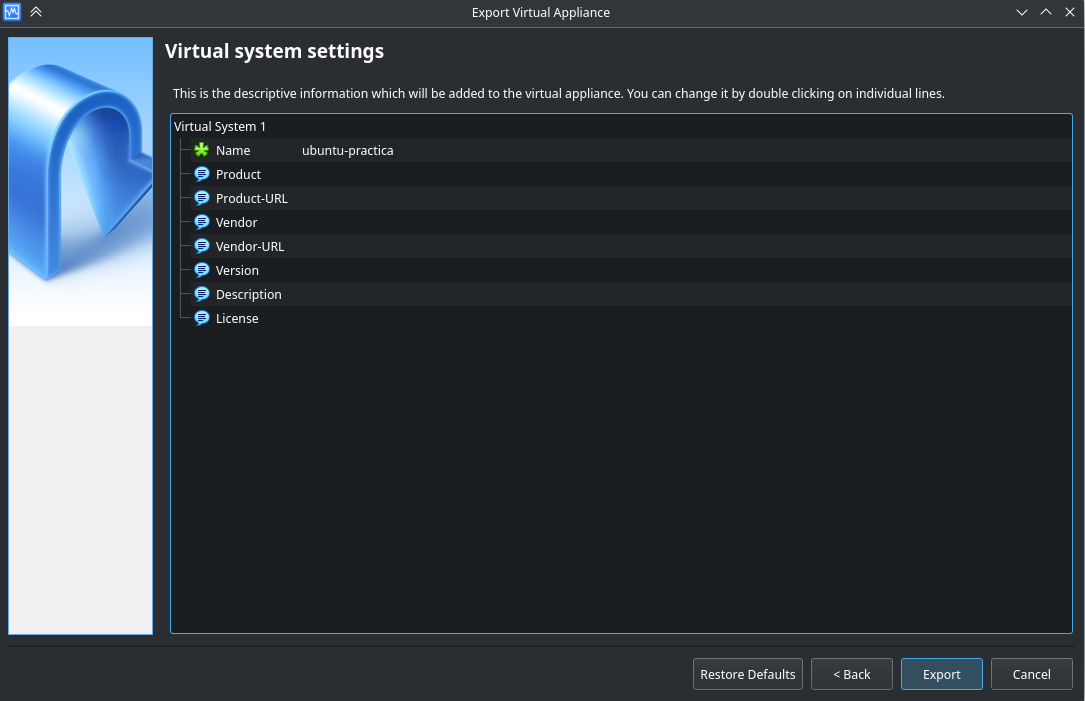 Export Virtual Appliance
Virtual system settings
This is the descriptive information which will be added to the virtual appliance. You can change it by double clicking on individual lines.
Virtual System 1
Name ubuntu-practica
Product
Product-URL
Vendor
Vendor-URL
Version
Description
License
Restore Defaults < Back Export Cancel